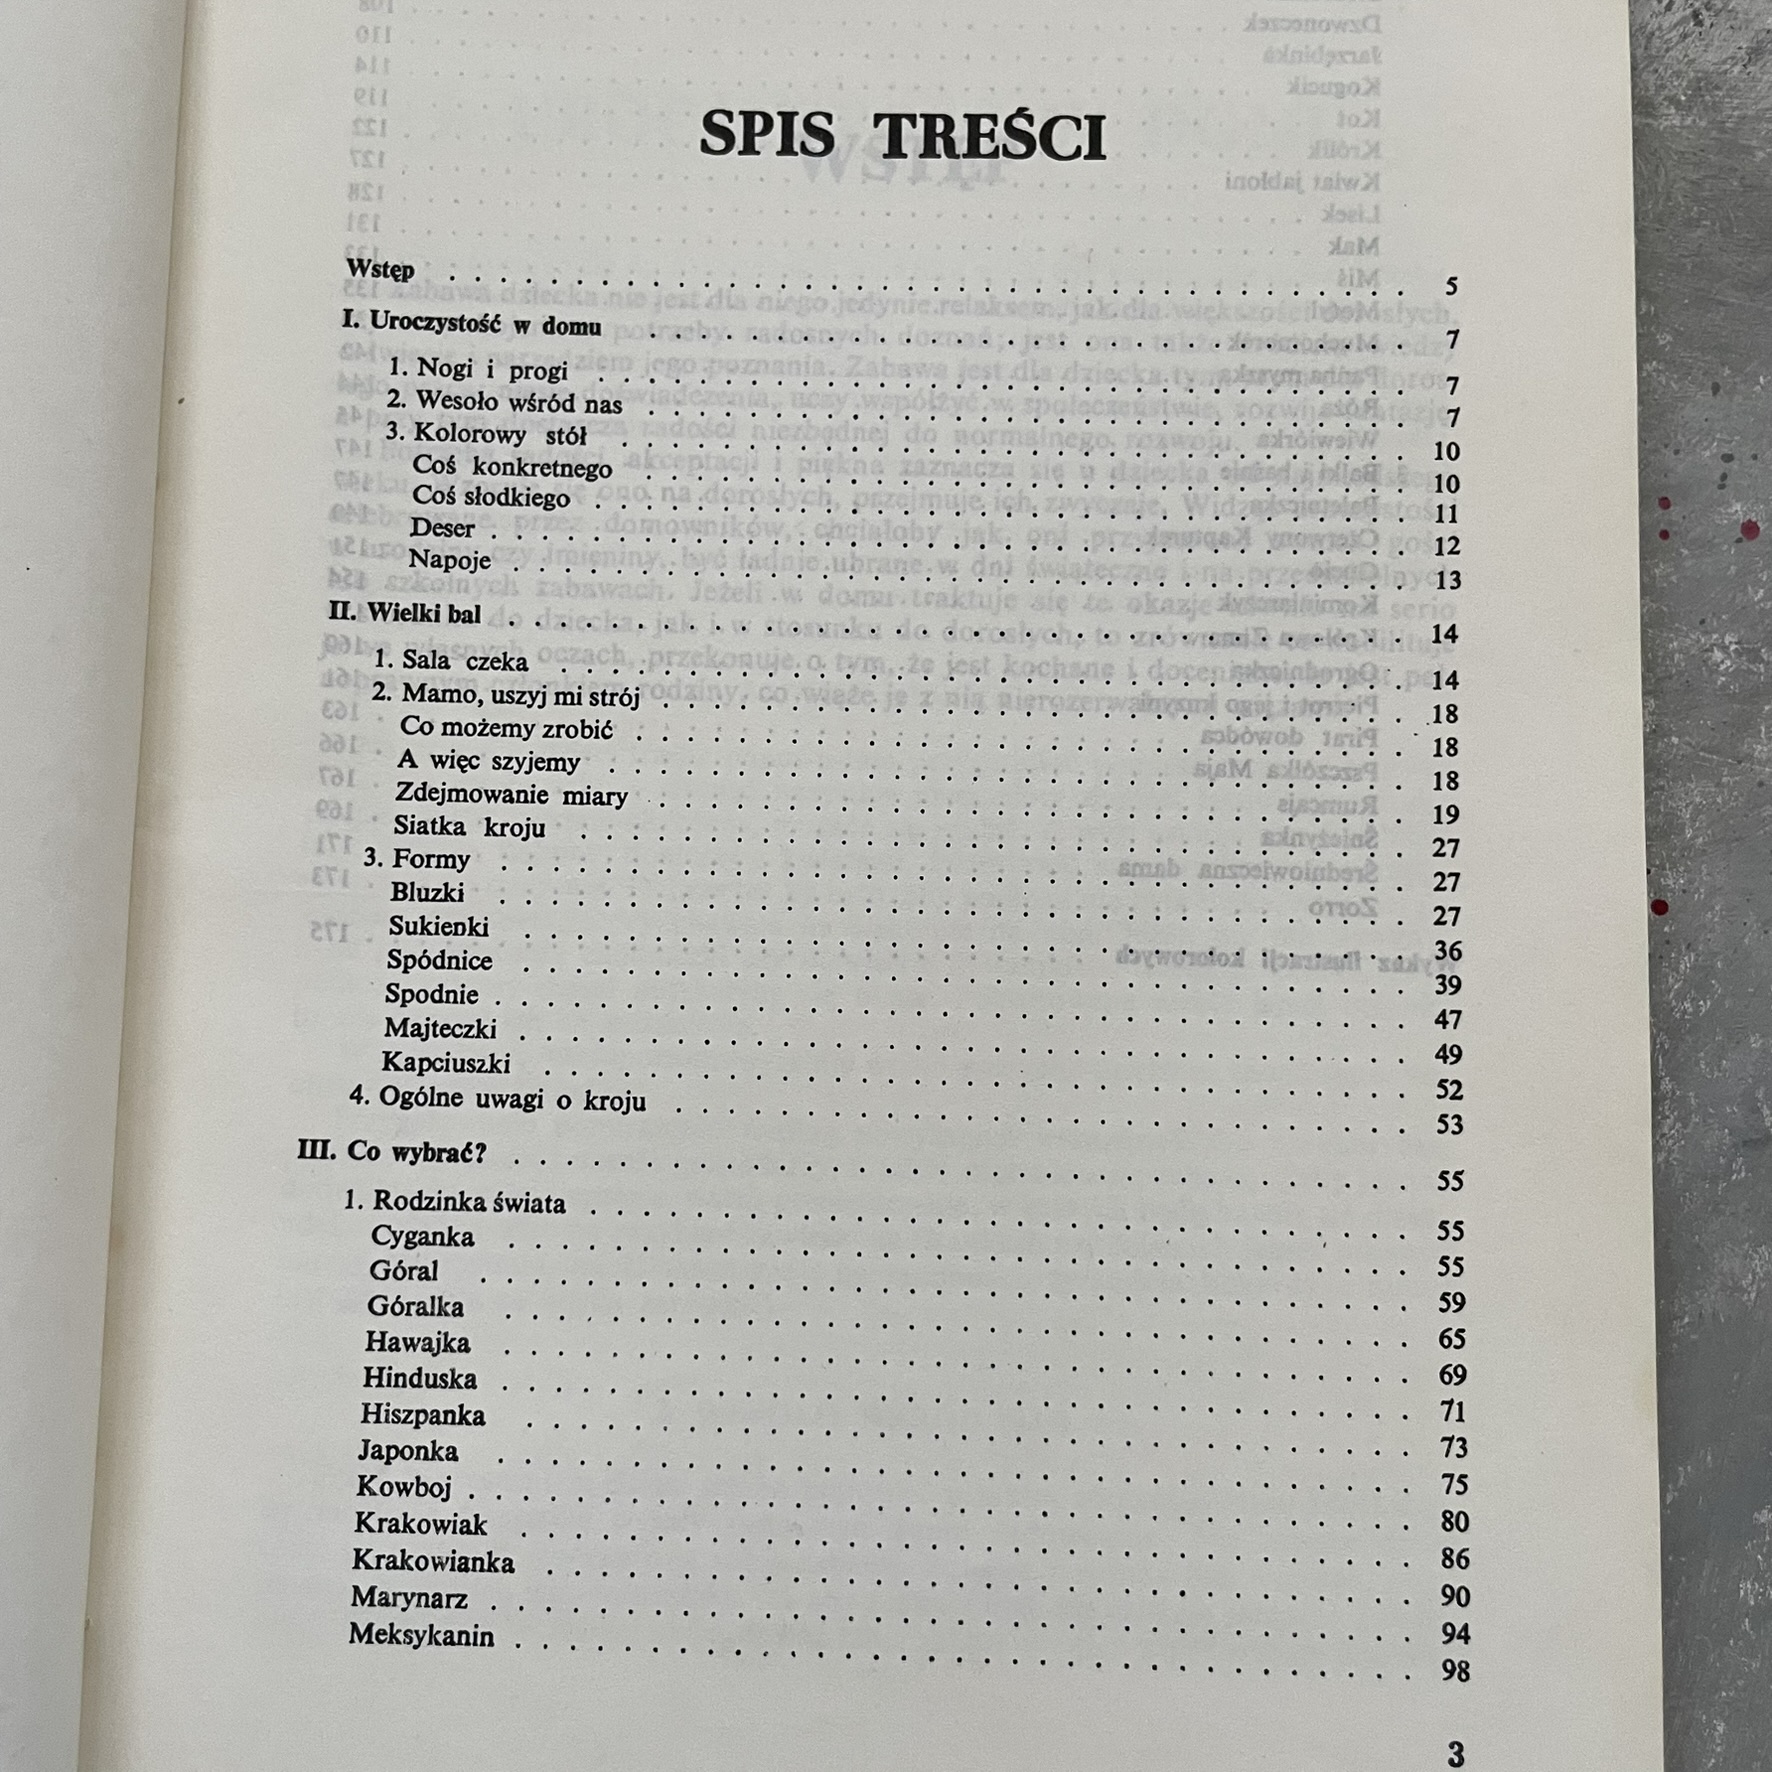 SPIS TREŚCI
Wstęp . . . . . . . . . . . . . . . . . . . . . . . . . . . . . . . . . . . . . . 5
I. Uroczystość w domu . . . . . . . . . . . . . . . . . . . . . . . . . . . . . . 7
1. Nogi i progi . . . . . . . . . . . . . . . . . . . . . . . . . . . . . . . 7
2. Wesoło wśród nas . . . . . . . . . . . . . . . . . . . . . . . . . . . . . . 7
3. Kolorowy stół . . . . . . . . . . . . . . . . . . . . . . . . . . . . . . . 10
Coś konkretnego . . . . . . . . . . . . . . . . . . . . . . . . . . . . . . 10
Coś słodkiego . . . . . . . . . . . . . . . . . . . . . . . . . . . . . . . 11
Deser . . . . . . . . . . . . . . . . . . . . . . . . . . . . . . . . . . . 12
Napoje . . . . . . . . . . . . . . . . . . . . . . . . . . . . . . . . . . 13
II. Wielki bal . . . . . . . . . . . . . . . . . . . . . . . . . . . . . . . . . . 14
1. Sala czeka . . . . . . . . . . . . . . . . . . . . . . . . . . . . . . . . 14
2. Mamo, uszyj mi strój . . . . . . . . . . . . . . . . . . . . . . . . . . . . 18
Co możemy zrobić . . . . . . . . . . . . . . . . . . . . . . . . . . . . . 18
A więc szyjemy . . . . . . . . . . . . . . . . . . . . . . . . . . . . . . 18
Zdejmowanie miary . . . . . . . . . . . . . . . . . . . . . . . . . . . . . 19
Siatka kroju . . . . . . . . . . . . . . . . . . . . . . . . . . . . . . . 27
3. Formy . . . . . . . . . . . . . . . . . . . . . . . . . . . . . . . . . . 27
Bluzki . . . . . . . . . . . . . . . . . . . . . . . . . . . . . . . . . . 27
Sukienki . . . . . . . . . . . . . . . . . . . . . . . . . . . . . . . . . 36
Spódnice . . . . . . . . . . . . . . . . . . . . . . . . . . . . . . . . . 39
Spodnie . . . . . . . . . . . . . . . . . . . . . . . . . . . . . . . . . . 47
Majteczki . . . . . . . . . . . . . . . . . . . . . . . . . . . . . . . . . 49
Kapciuszki . . . . . . . . . . . . . . . . . . . . . . . . . . . . . . . . 52
4. Ogólne uwagi o kroju . . . . . . . . . . . . . . . . . . . . . . . . . . . . 53
III. Co wybrać? . . . . . . . . . . . . . . . . . . . . . . . . . . . . . . . . . . 55
1. Rodzinka świata . . . . . . . . . . . . . . . . . . . . . . . . . . . . . . . 55
Cyganka . . . . . . . . . . . . . . . . . . . . . . . . . . . . . . . . . . 55
Góral . . . . . . . . . . . . . . . . . . . . . . . . . . . . . . . . . . . 59
Góralka . . . . . . . . . . . . . . . . . . . . . . . . . . . . . . . . . . 65
Hawajka . . . . . . . . . . . . . . . . . . . . . . . . . . . . . . . . . . 69
Hinduska . . . . . . . . . . . . . . . . . . . . . . . . . . . . . . . . . . 71
Hiszpanka . . . . . . . . . . . . . . . . . . . . . . . . . . . . . . . . . 73
Japonka . . . . . . . . . . . . . . . . . . . . . . . . . . . . . . . . . . 75
Kowboj . . . . . . . . . . . . . . . . . . . . . . . . . . . . . . . . . . . 80
Krakowiak . . . . . . . . . . . . . . . . . . . . . . . . . . . . . . . . . 86
Krakowianka . . . . . . . . . . . . . . . . . . . . . . . . . . . . . . . . 90
Marynarz . . . . . . . . . . . . . . . . . . . . . . . . . . . . . . . . . . 94
Meksykanin . . . . . . . . . . . . . . . . . . . . . . . . . . . . . . . . . 98
3